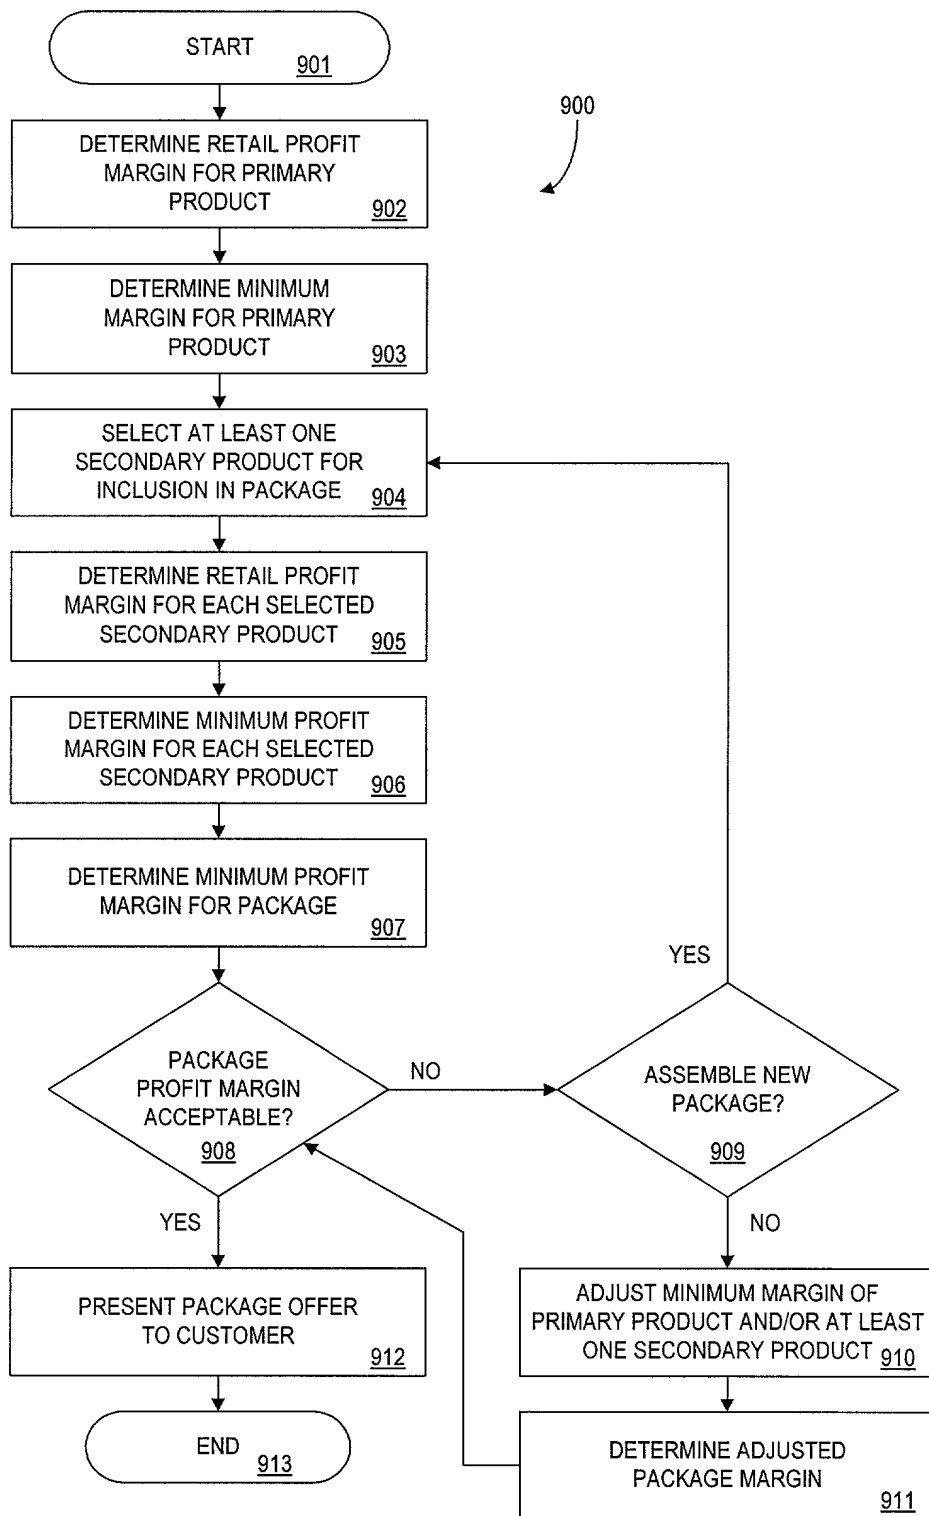 START
901
900
DETERMINE RETAIL PROFIT
MARGIN FOR PRIMARY
PRODUCT
902
DETERMINE MINIMUM
MARGIN FOR PRIMARY
PRODUCT
903
SELECT AT LEAST ONE
SECONDARY PRODUCT FOR
INCLUSION IN PACKAGE
904
DETERMINE RETAIL PROFIT
MARGIN FOR EACH SELECTED
SECONDARY PRODUCT
905
DETERMINE MINIMUM PROFIT
MARGIN FOR EACH SELECTED
SECONDARY PRODUCT
906
DETERMINE MINIMUM PROFIT
MARGIN FOR PACKAGE
907
PACKAGE
PROFIT MARGIN
ACCEPTABLE?
908
NO
YES
ASSEMBLE NEW
PACKAGE?
909
YES
NO
PRESENT PACKAGE OFFER
TO CUSTOMER
912
ADJUST MINIMUM MARGIN OF
PRIMARY PRODUCT AND/OR AT LEAST
ONE SECONDARY PRODUCT
910
END
913
DETERMINE ADJUSTED
PACKAGE MARGIN
911